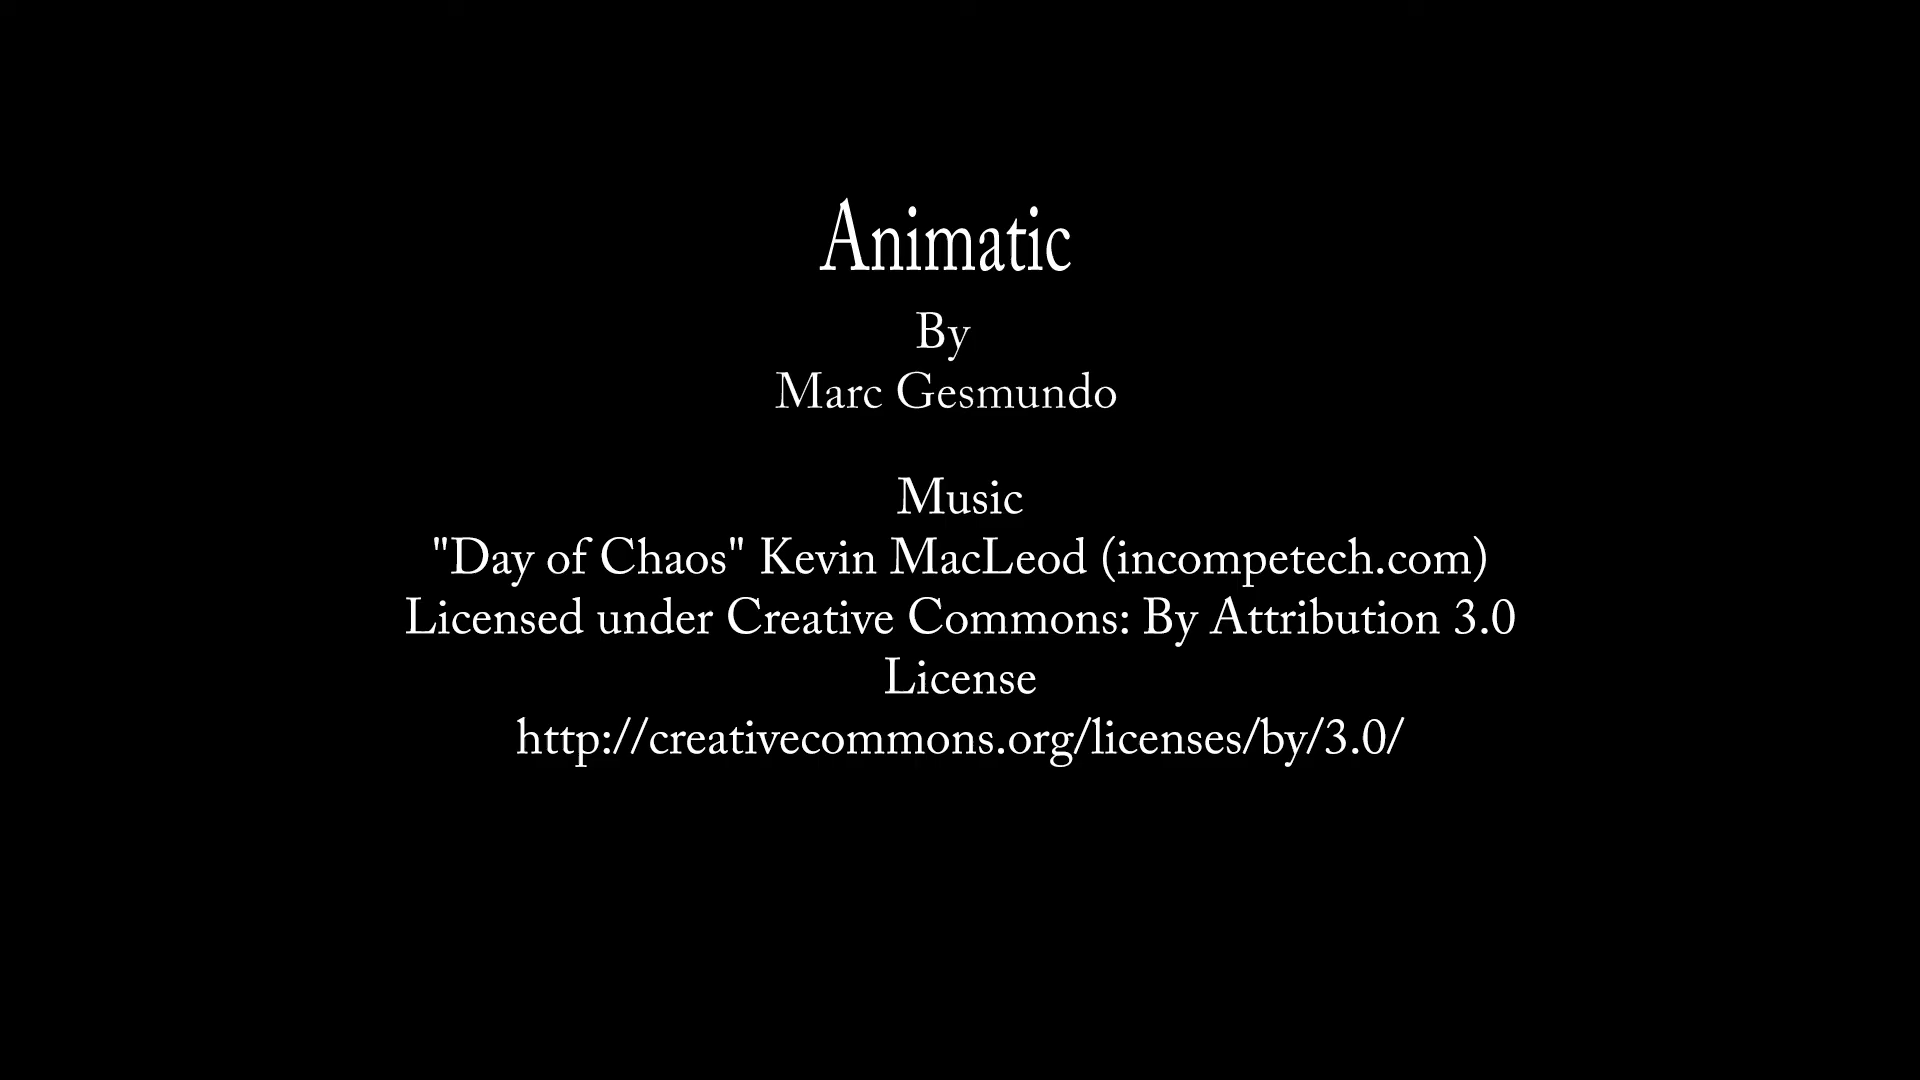 Animatic
By
Marc Gesmundo
Music
"Day of Chaos" Kevin MacLeod (incompetech.com)
Licensed under Creative Commons: By Attribution 3.0
License
http://creativecommons.org/licenses/by/3.0/